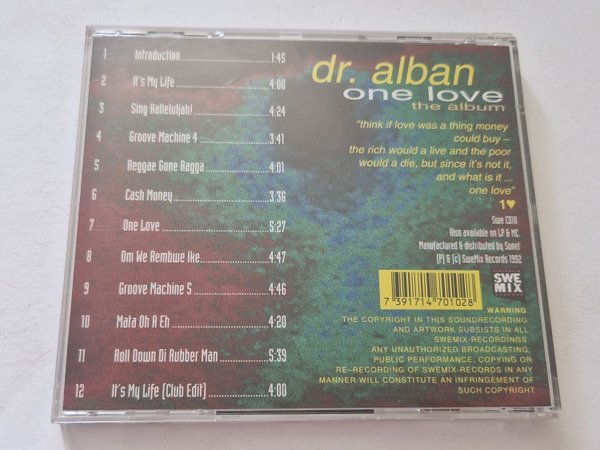 1 Introduction 1:45
2 It's My Life 4:00
3 Sing Hallelujah! 4:24
4 Groove Machine 4 3:41
5 Reggae Gone Ragga 4:01
6 Cash Money 3:36
7 One Love 5:27
8 Om We Rembwe Ike 4:47
9 Groove Machine 5 4:46
10 Mata Oh A Eh 4:20
11 Roll Down Di Rubber Man 5:39
12 It's My Life (Club Edit) 4:00
dr. alban
one love
the album
"think if love was a thing money
could buy –
the rich would a live and the poor
would a die, but since it's not it,
and what is it ...
one love"
1♥
Swe CD10
Also available on LP & MC
Manufactured & distributed by Sonet
(P) & (c) SweMix Records 1992
7 391714 701028
SWE
MIX
WARNING
THE COPYRIGHT IN THIS SOUNDRECORDING
AND ARTWORK SUBSISTS IN ALL
SWEMIX-RECORDINGS.
ANY UNAUTHORIZED BROADCASTING,
PUBLIC PERFORMANCE, COPYING OR
RE-RECORDING OF SWEMIX-RECORDS IN ANY
MANNER WILL CONSTITUTE AN INFRINGEMENT OF
SUCH COPYRIGHT